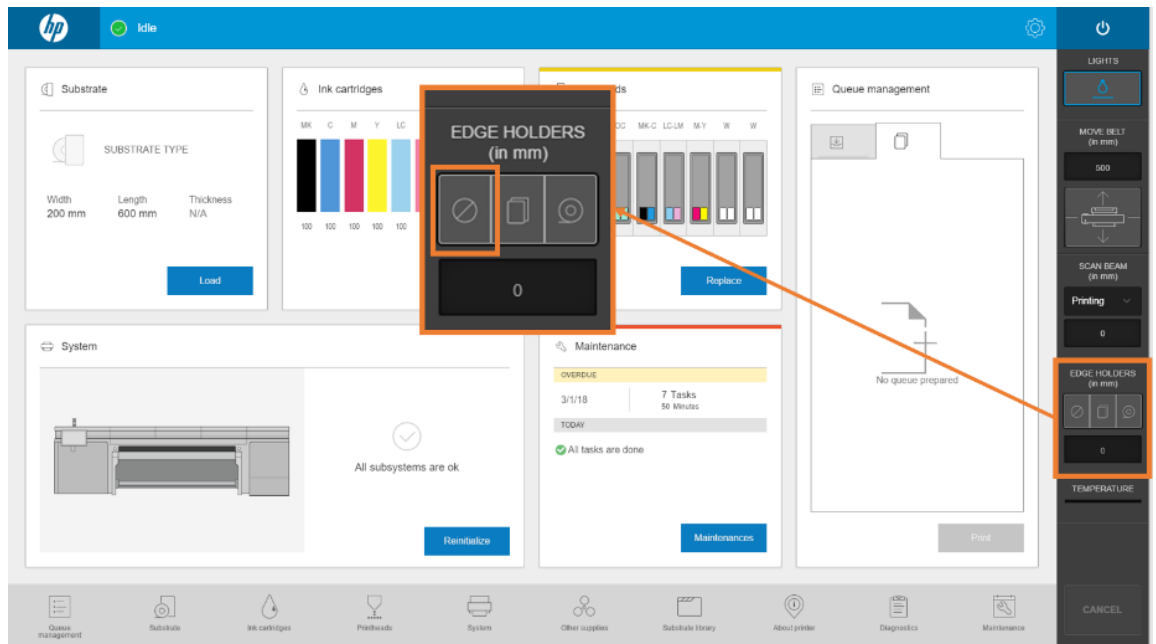 hp
Idle
Substrate
SUBSTRATE TYPE
Width
Length
Thickness
200 mm
600 mm
N/A
Load
Ink cartridges
MK C M Y LC
100 100 100 100 100
EDGE HOLDERS
(in mm)
0
ds
OC MK-C LC-LM M-Y W W
Replace
Queue management
No queue prepared
Print
System
All subsystems are ok
Reinitialize
Maintenance
OVERDUE
3/1/18
7 Tasks
50 Minutes
TODAY
All tasks are done
Maintenances
LIGHTS
MOVE BELT
(in mm)
500
SCAN BEAM
(in mm)
Printing
0
EDGE HOLDERS
(in mm)
0
TEMPERATURE
CANCEL
Queue
management
Substrate
Ink cartridges
Printheads
System
Other supplies
Substrate library
About printer
Diagnostics
Maintenance